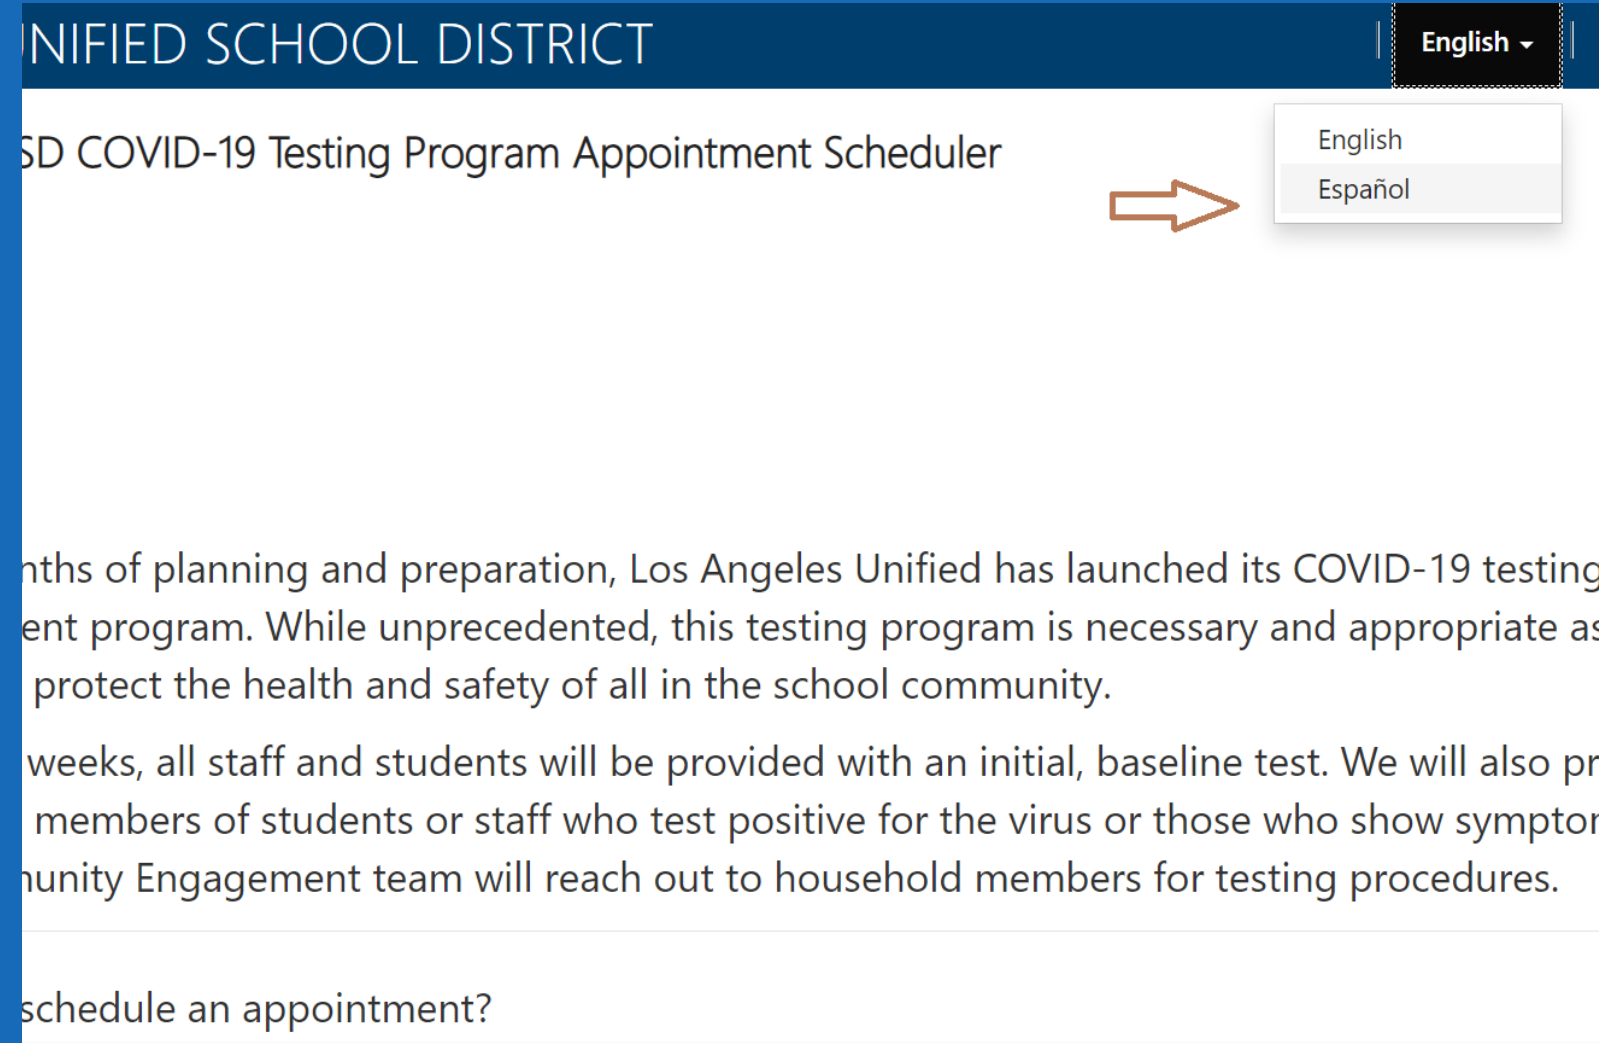 UNIFIED SCHOOL DISTRICT
English
SD COVID-19 Testing Program Appointment Scheduler
English
Español
nths of planning and preparation, Los Angeles Unified has launched its COVID-19 testing
ent program. While unprecedented, this testing program is necessary and appropriate as
protect the health and safety of all in the school community.
weeks, all staff and students will be provided with an initial, baseline test. We will also pr
members of students or staff who test positive for the virus or those who show symptom
unity Engagement team will reach out to household members for testing procedures.
schedule an appointment?